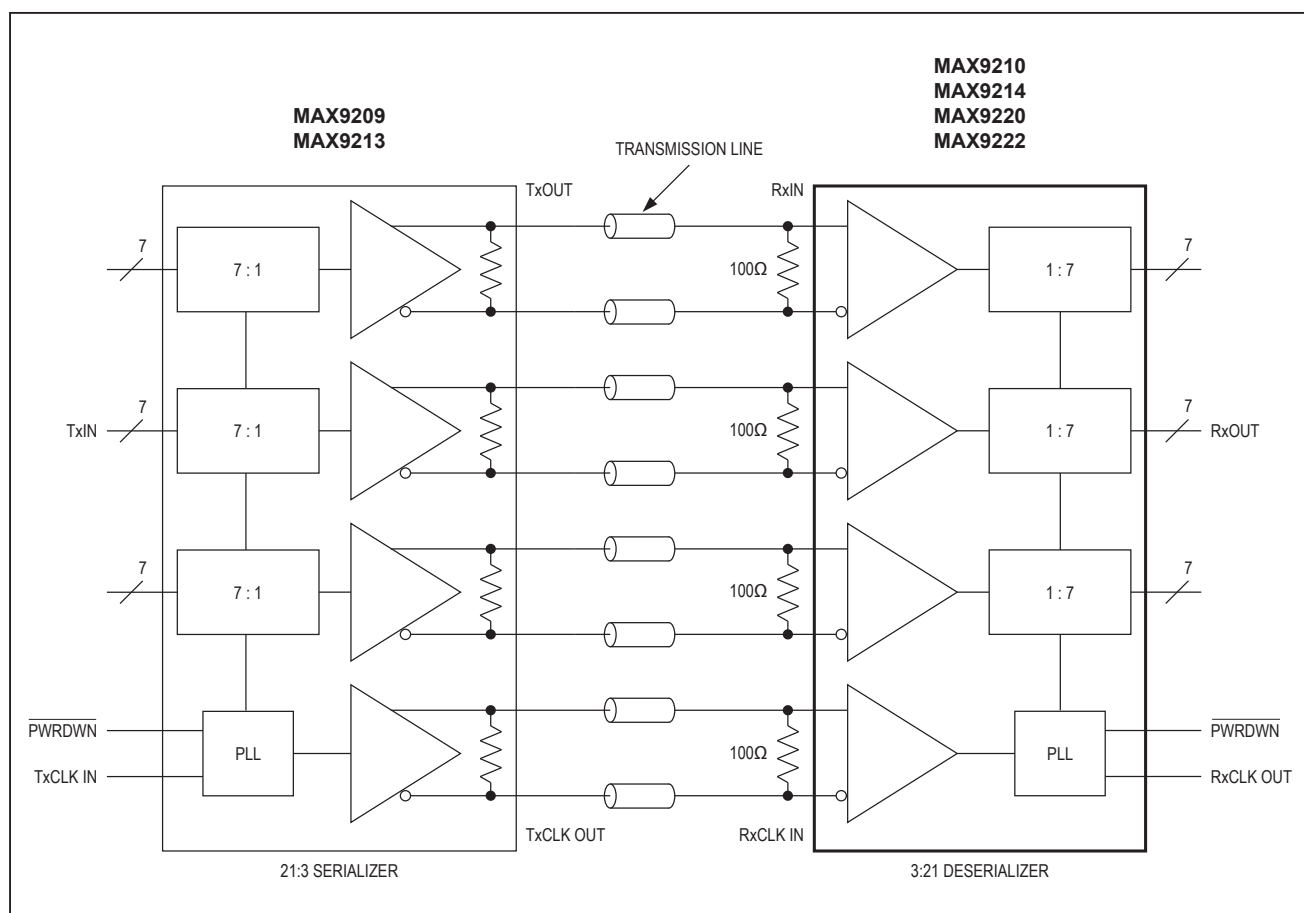 MAX9209
MAX9213
MAX9210
MAX9214
MAX9220
MAX9222
TRANSMISSION LINE
TxOUT
RxIN
7
7 : 1
100Ω
1 : 7
7
TxIN
7
7 : 1
100Ω
1 : 7
7
RxOUT
7
7 : 1
100Ω
1 : 7
7
PWRDWN
TxCLK IN
PLL
100Ω
PLL
PWRDWN
RxCLK OUT
TxCLK OUT
RxCLK IN
21:3 SERIALIZER
3:21 DESERIALIZER